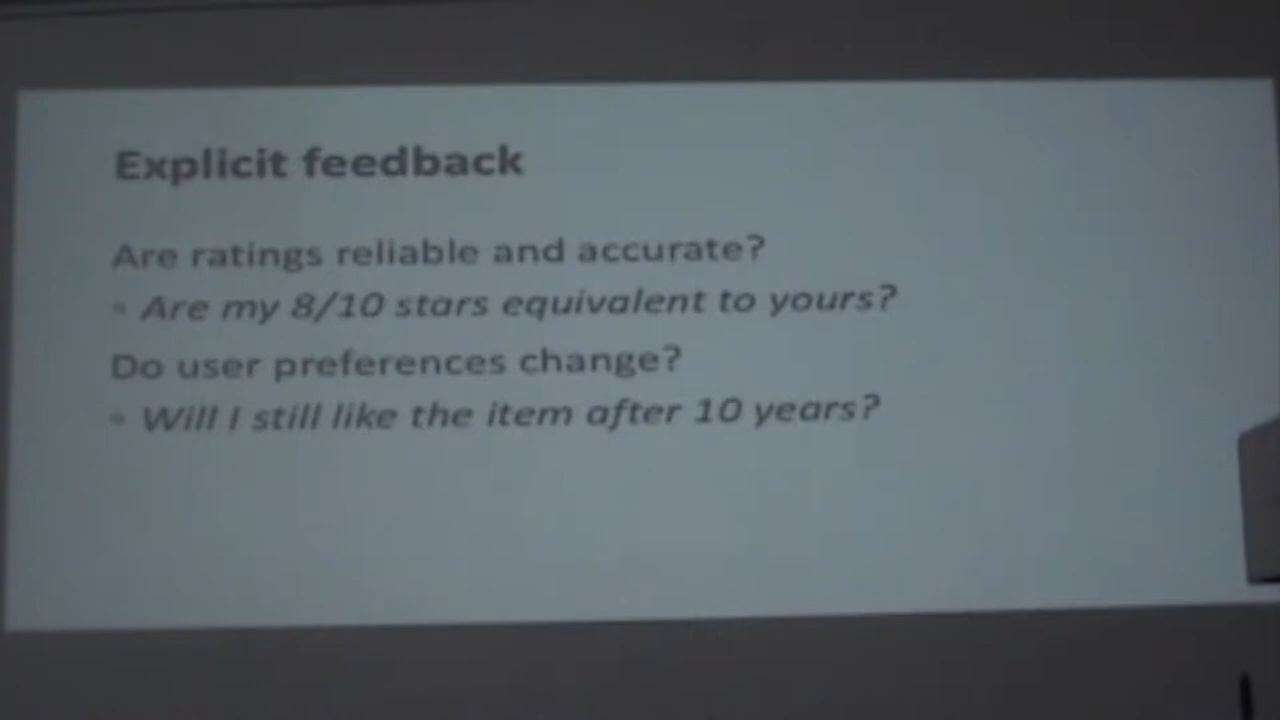 Explicit feedback
Are ratings reliable and accurate?
• Are my 8/10 stars equivalent to yours?
Do user preferences change?
• Will I still like the item after 10 years?